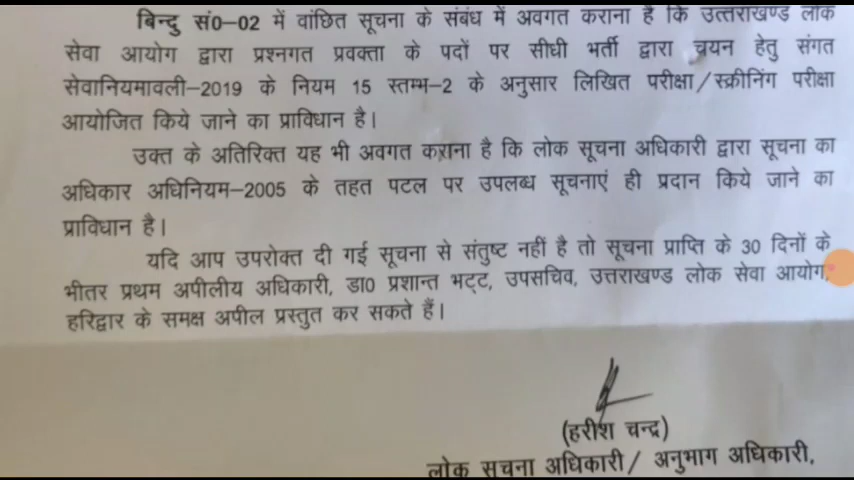 बिन्दु सं0-02 में वांछित सूचना के संबंध में अवगत कराना है कि उत्तराखण्ड लोक
सेवा आयोग द्वारा प्रश्नगत प्रवक्ता के पदों पर सीधी भर्ती द्वारा चयन हेतु संगत
सेवानियमावली-2019 के नियम 15 स्तम्भ-2 के अनुसार लिखित परीक्षा/स्क्रीनिंग परीक्षा
आयोजित किये जाने का प्राविधान है।
उक्त के अतिरिक्त यह भी अवगत कराना है कि लोक सूचना अधिकारी द्वारा सूचना का
अधिकार अधिनियम-2005 के तहत पटल पर उपलब्ध सूचनाएं ही प्रदान किये जाने का
प्राविधान है।
यदि आप उपरोक्त दी गई सूचना से संतुष्ट नहीं है तो सूचना प्राप्ति के 30 दिनों के
भीतर प्रथम अपीलीय अधिकारी, डा0 प्रशान्त भट्ट, उपसचिव, उत्तराखण्ड लोक सेवा आयोग,
हरिद्वार के समक्ष अपील प्रस्तुत कर सकते हैं।
(हरीश चन्द्र)
लोक सूचना अधिकारी/ अनुभाग अधिकारी,